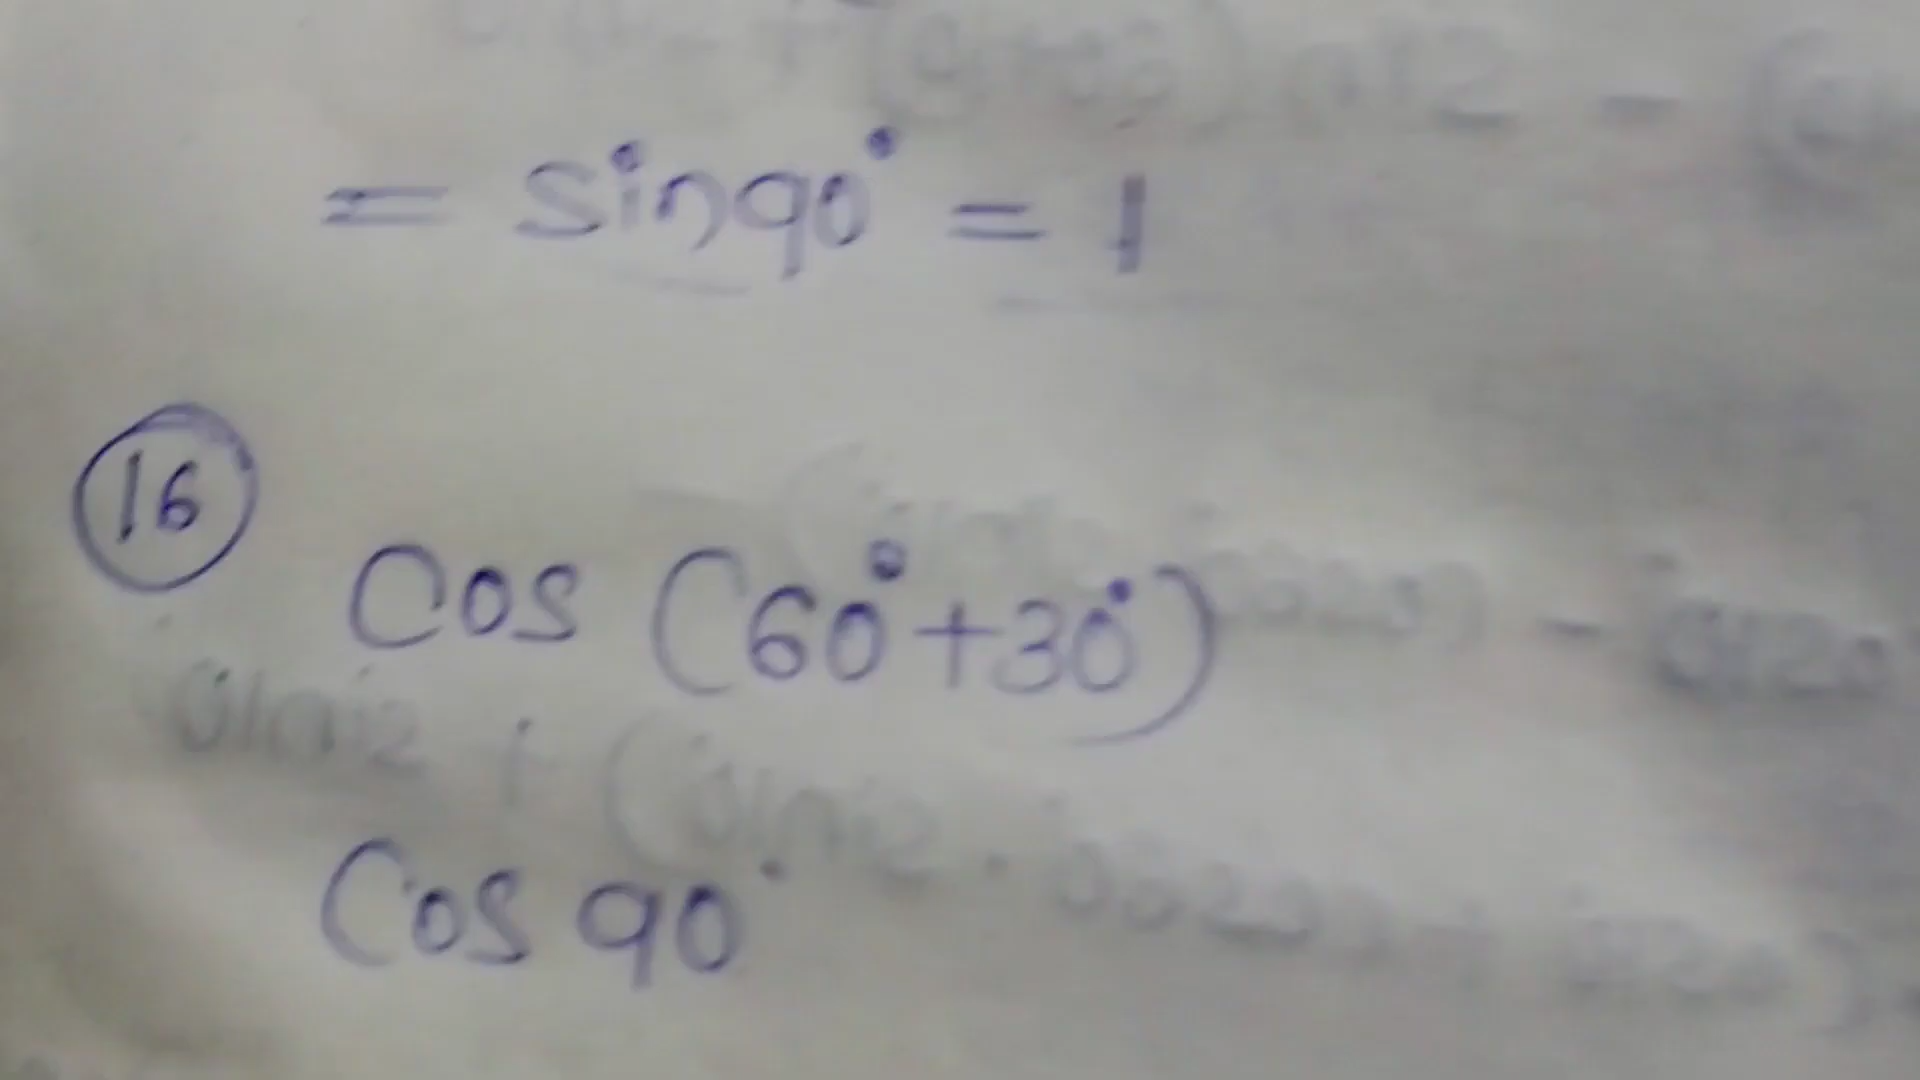 = sin90° = 1
16
Cos (60°+30°)
Cos 90°